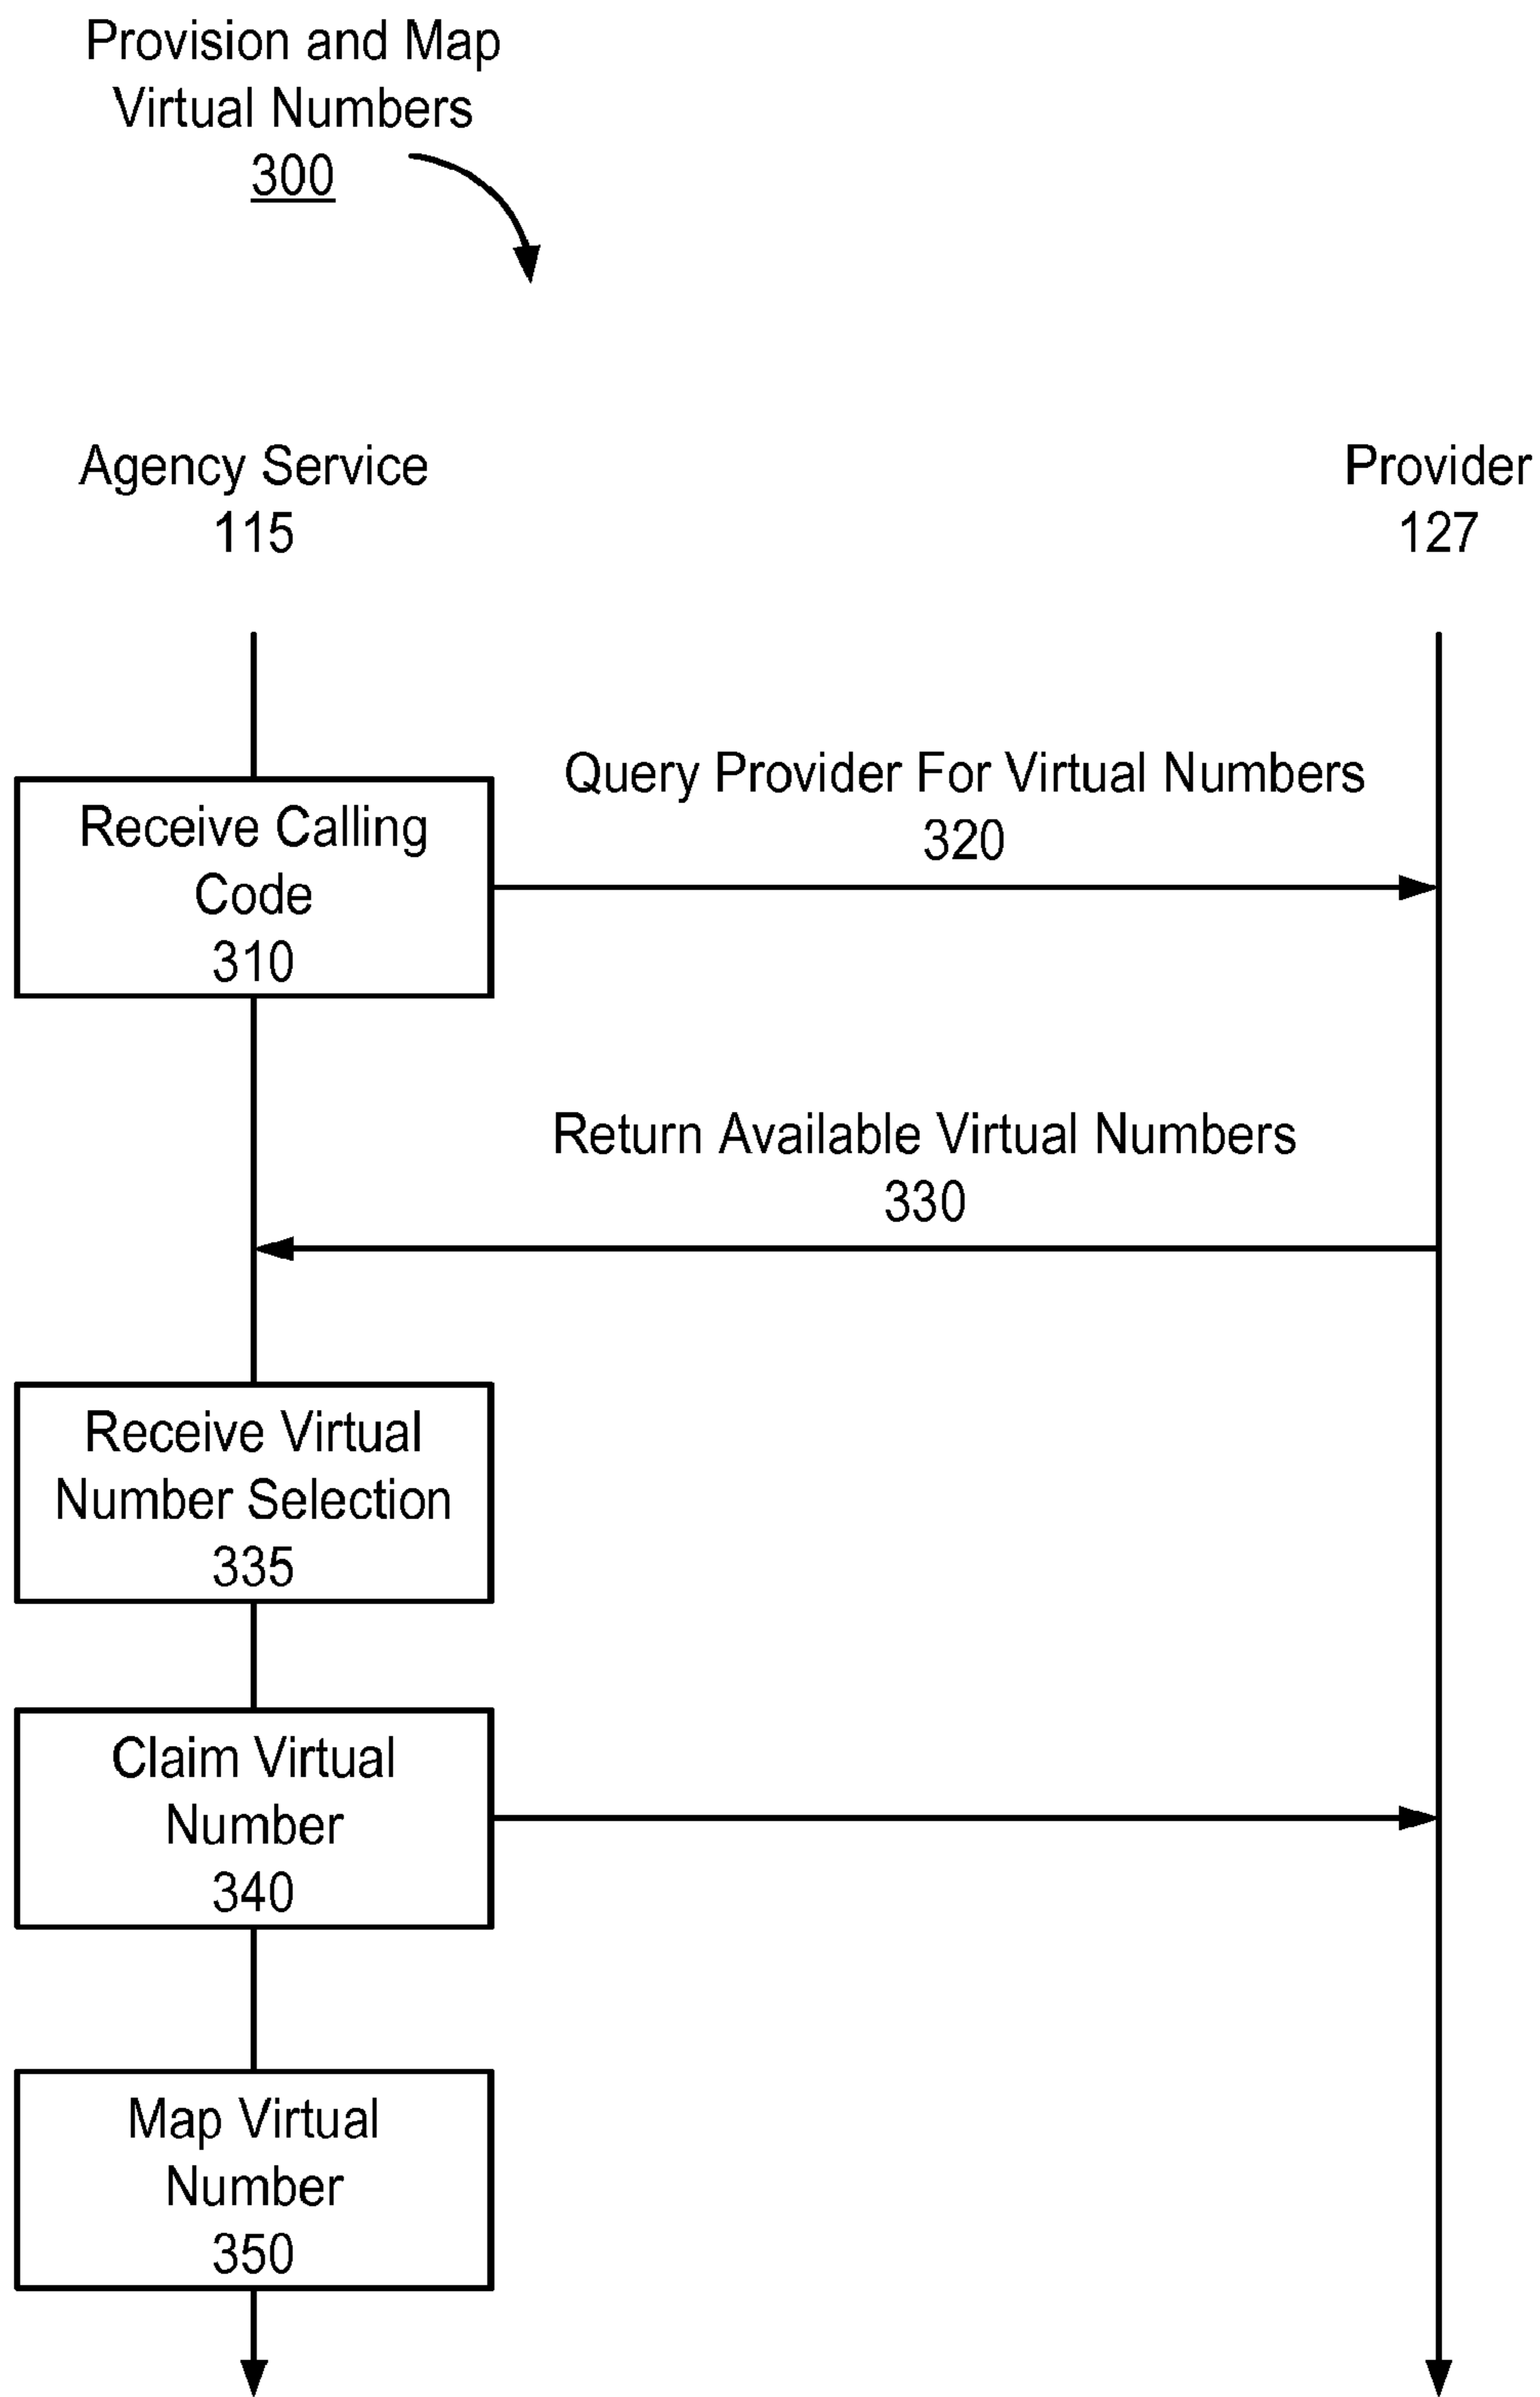 Provision and Map
Virtual Numbers
300
Agency Service
115
Provider
127
Receive Calling
Code
310
Query Provider For Virtual Numbers
320
Return Available Virtual Numbers
330
Receive Virtual
Number Selection
335
Claim Virtual
Number
340
Map Virtual
Number
350